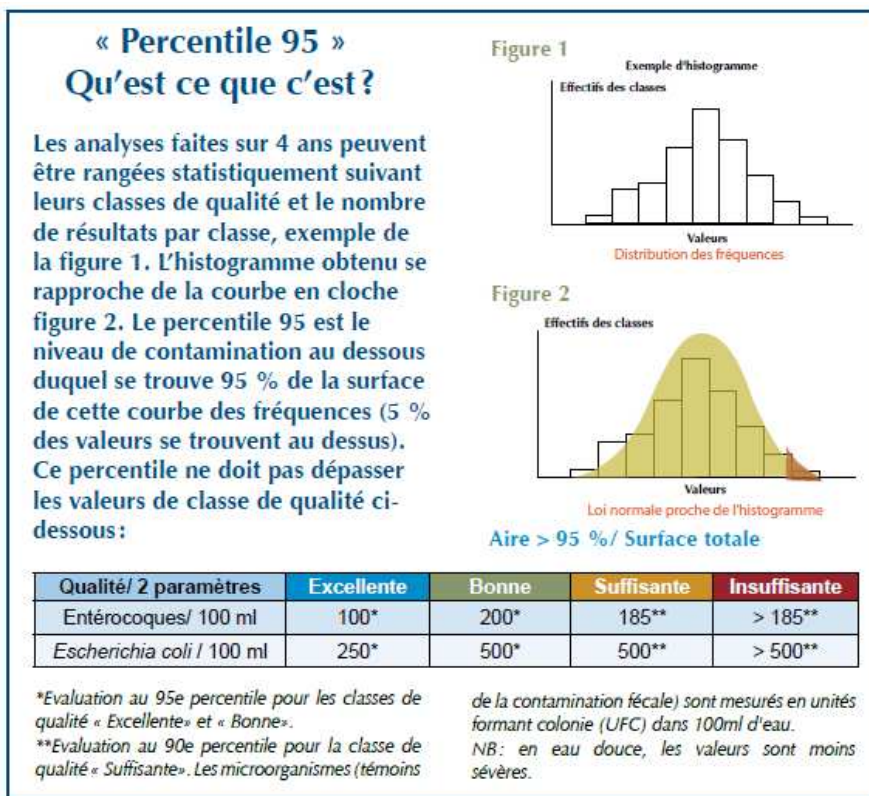 « Percentile 95 »
Qu'est ce que c'est ?
Les analyses faites sur 4 ans peuvent
être rangées statistiquement suivant
leurs classes de qualité et le nombre
de résultats par classe, exemple de
la figure 1. L'histogramme obtenu se
rapproche de la courbe en cloche
figure 2. Le percentile 95 est le
niveau de contamination au dessous
duquel se trouve 95 % de la surface
de cette courbe des fréquences (5 %
des valeurs se trouvent au dessus).
Ce percentile ne doit pas dépasser
les valeurs de classe de qualité ci-
dessous :
Figure 1
Exemple d'histogramme
Effectifs des classes
Valeurs
Distribution des fréquences
Figure 2
Effectifs des classes
Valeurs
Loi normale proche de l'histogramme
Aire > 95 %/ Surface totale
Qualité/ 2 paramètres Excellente Bonne Suffisante Insuffisante
Entérocoques/ 100 ml 100* 200* 185** > 185**
Escherichia coli / 100 ml 250* 500* 500** > 500**
*Evaluation au 95e percentile pour les classes de
qualité « Excellente» et « Bonne».
**Evaluation au 90e percentile pour la classe de
qualité « Suffisante». Les microorganismes (témoins
de la contamination fécale) sont mesurés en unités
formant colonie (UFC) dans 100ml d'eau.
NB : en eau douce, les valeurs sont moins
sévères.